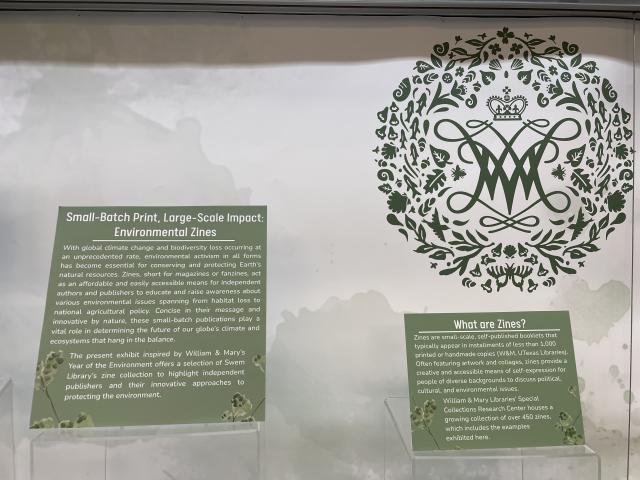 Small-Batch Print, Large-Scale Impact:
Environmental Zines
With global climate change and biodiversity loss occurring at
an unprecedented rate, environmental activism in all forms
has become essential for conserving and protecting Earth's
natural resources. Zines, short for magazines or fanzines, act
as an affordable and easily accessible means for independent
authors and publishers to educate and raise awareness about
various environmental issues spanning from habitat loss to
national agricultural policy. Concise in their message and
innovative by nature, these small-batch publications play a
vital role in determining the future of our globe's climate and
ecosystems that hang in the balance.
The present exhibit inspired by William & Mary's
Year of the Environment offers a selection of Swem
Library's zine collection to highlight independent
publishers and their innovative approaches to
protecting the environment.
What are Zines?
Zines are small-scale, self-published booklets that
typically appear in installments of less than 1,000
printed or handmade copies (W&M, UTexas Libraries).
Often featuring artwork and collages, zines provide a
creative and accessible means of self-expression for
people of diverse backgrounds to discuss political,
cultural, and environmental issues.
William & Mary Libraries' Special
Collections Research Center houses a
growing collection of over 450 zines,
which includes the examples
exhibited here.